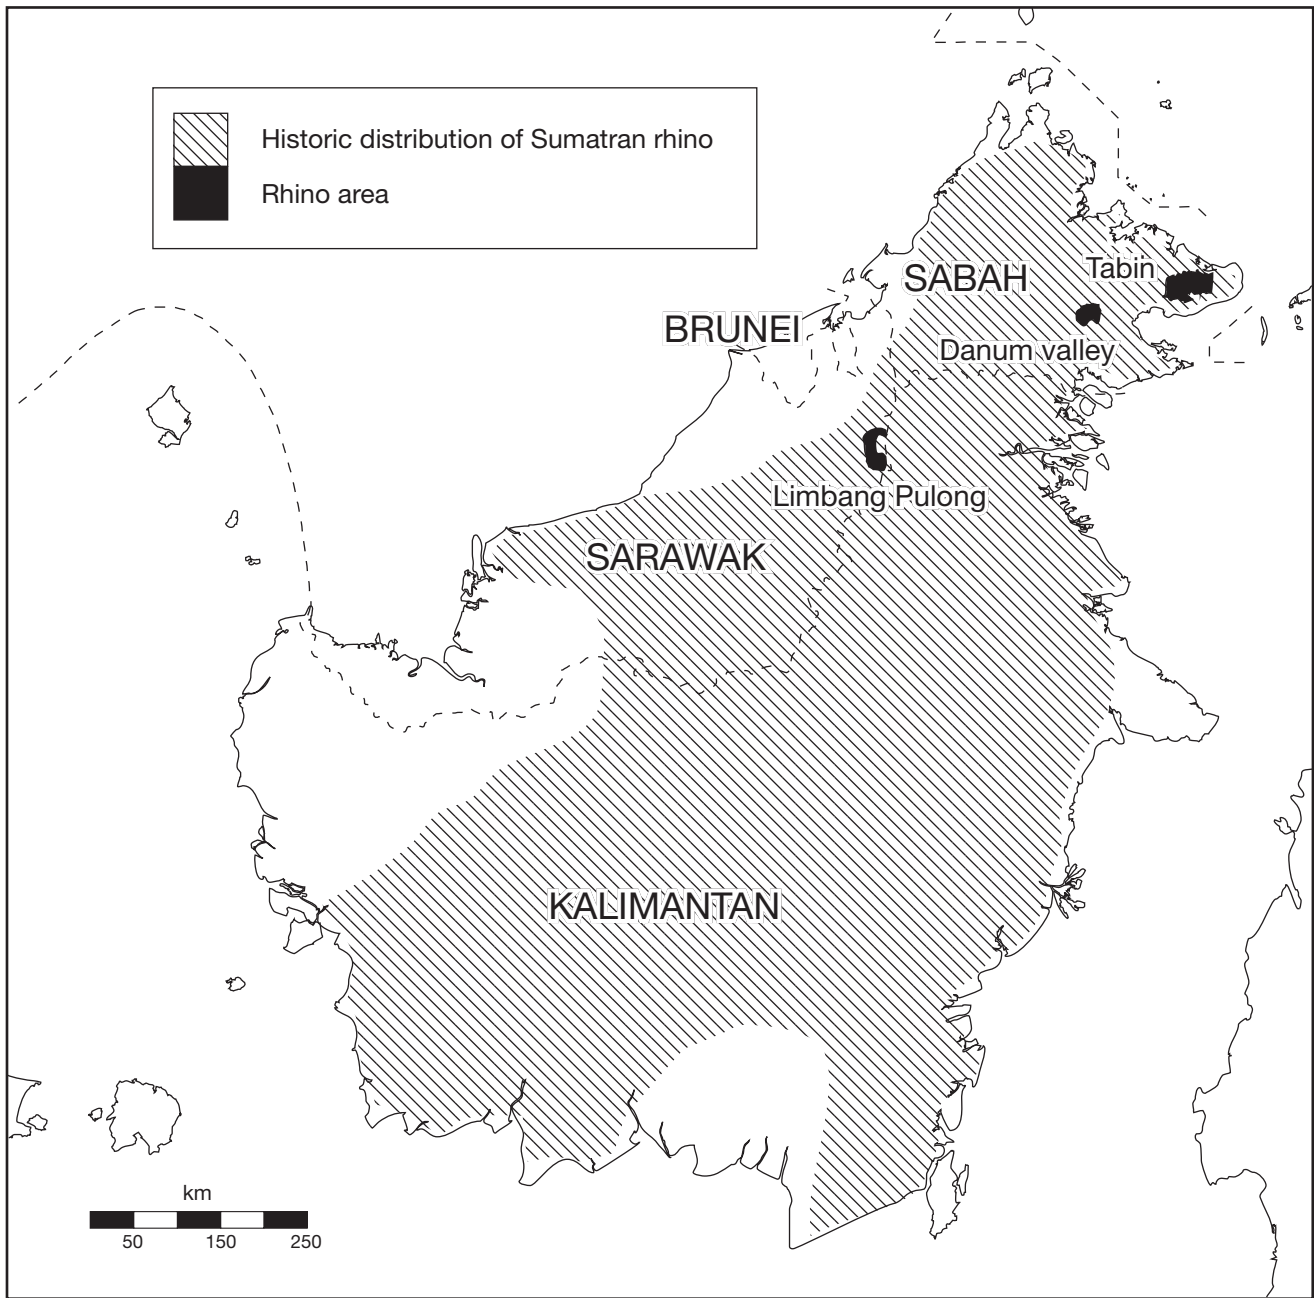 Historic distribution of Sumatran rhino
Rhino area
SABAH
Tabin
BRUNEI
Danum valley
Limbang Pulong
SARAWAK
KALIMANTAN
km
50 150 250